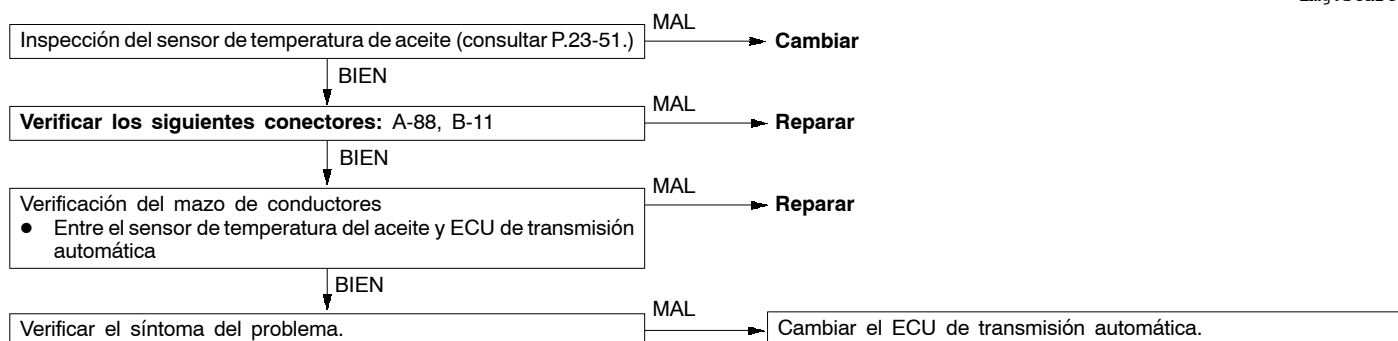 MAL
Inspección del sensor de temperatura de aceite (consultar P.23-51.)
Cambiar
BIEN
MAL
Verificar los siguientes conectores: A-88, B-11
Reparar
BIEN
MAL
Verificación del mazo de conductores
Reparar
● Entre el sensor de temperatura del aceite y ECU de transmisión
automática
BIEN
MAL
Verificar el síntoma del problema.
Cambiar el ECU de transmisión automática.